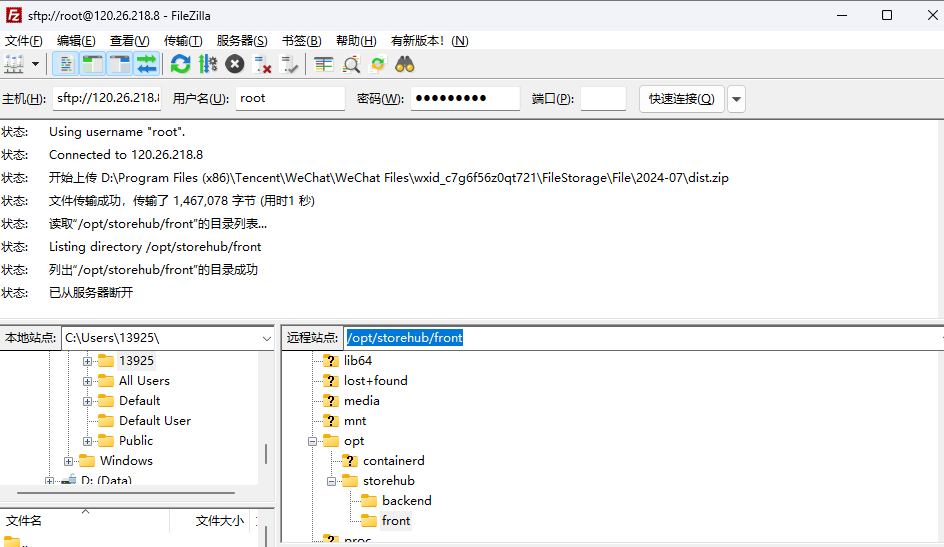 sftp://root@120.26.218.8 - FileZilla
文件(F) 编辑(E) 查看(V) 传输(T) 服务器(S) 书签(B) 帮助(H) 有新版本！(N)
主机(H): sftp://120.26.218.8 用户名(U): root 密码(W): ●●●●●●●●● 端口(P): 快速连接(Q)
状态: Using username "root".
状态: Connected to 120.26.218.8
状态: 开始上传 D:\Program Files (x86)\Tencent\WeChat\WeChat Files\wxid_c7g6f56z0qt721\FileStorage\File\2024-07\dist.zip
状态: 文件传输成功，传输了 1,467,078 字节 (用时1 秒)
状态: 读取“/opt/storehub/front”的目录列表...
状态: Listing directory /opt/storehub/front
状态: 列出“/opt/storehub/front”的目录成功
状态: 已从服务器断开
本地站点: C:\Users\13925\
13925
All Users
Default
Default User
Public
Windows
D: (Data)
文件名 文件大小
..
远程站点: /opt/storehub/front
lib64
lost+found
media
mnt
opt
containerd
storehub
backend
front
proc